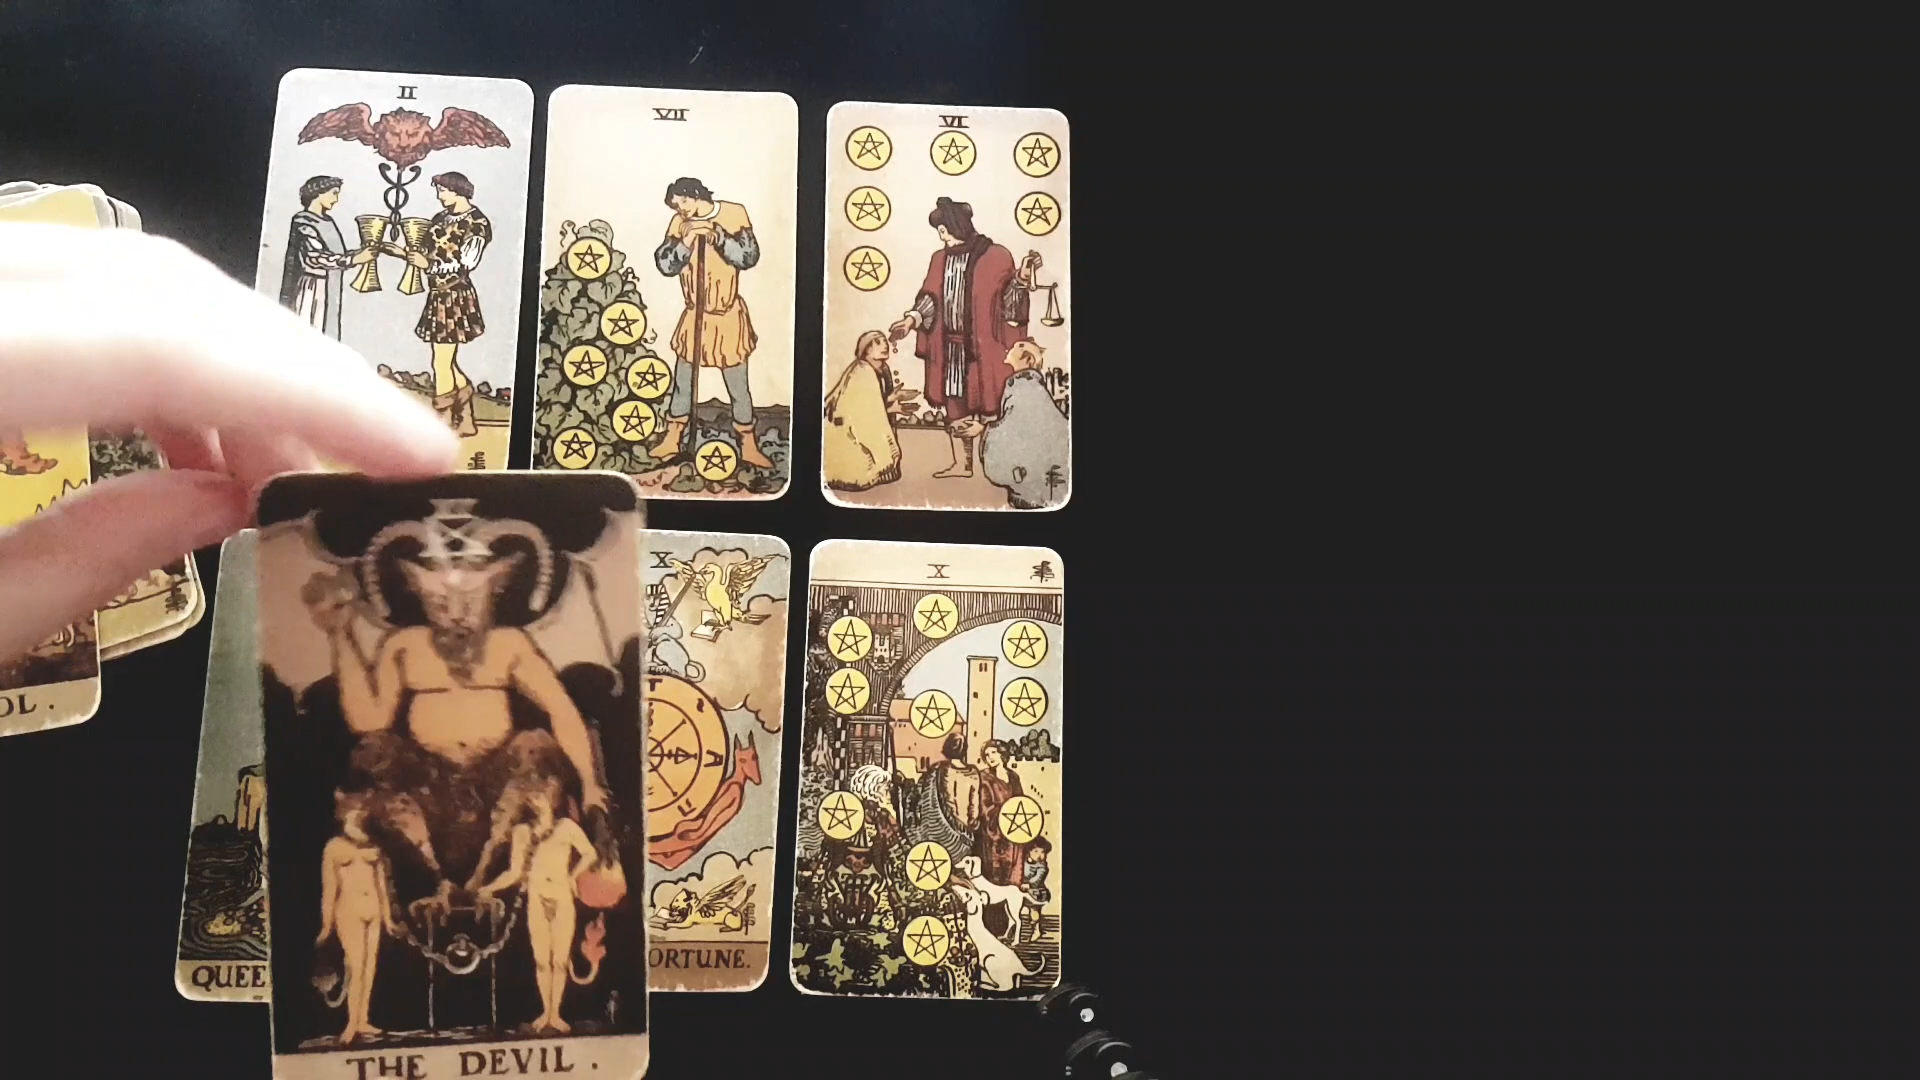 II
VII
VI
X
X
T
A
OL.
QUEE
ORTUNE.
THE DEVIL.